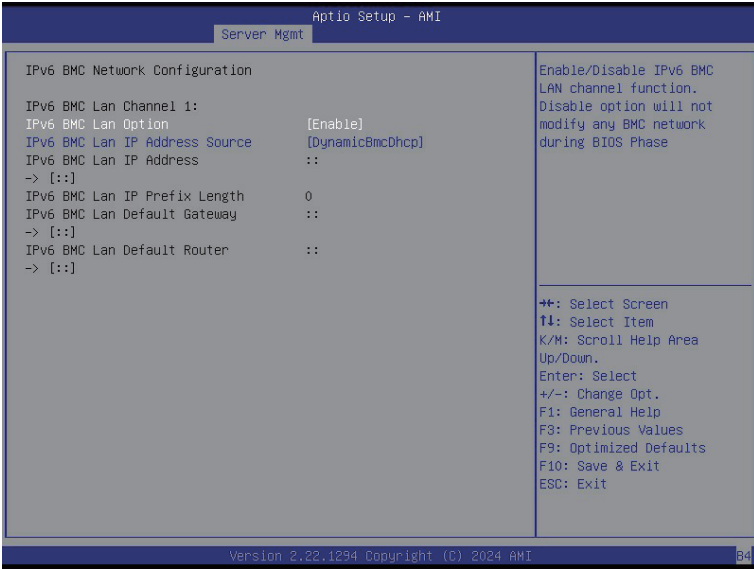 Aptio Setup – AMI
Server Mgmt
IPv6 BMC Network Configuration
IPv6 BMC Lan Channel 1:
IPv6 BMC Lan Option [Enable]
IPv6 BMC Lan IP Address Source [DynamicBmcDhcp]
IPv6 BMC Lan IP Address ::
-> [::]
IPv6 BMC Lan IP Prefix Length 0
IPv6 BMC Lan Default Gateway ::
-> [::]
IPv6 BMC Lan Default Router ::
-> [::]
Enable/Disable IPv6 BMC
LAN channel function.
Disable option will not
modify any BMC network
during BIOS Phase
→←: Select Screen
↑↓: Select Item
K/M: Scroll Help Area
Up/Down.
Enter: Select
+/-: Change Opt.
F1: General Help
F3: Previous Values
F9: Optimized Defaults
F10: Save & Exit
ESC: Exit
Version 2.22.1294 Copyright (C) 2024 AMI
B4